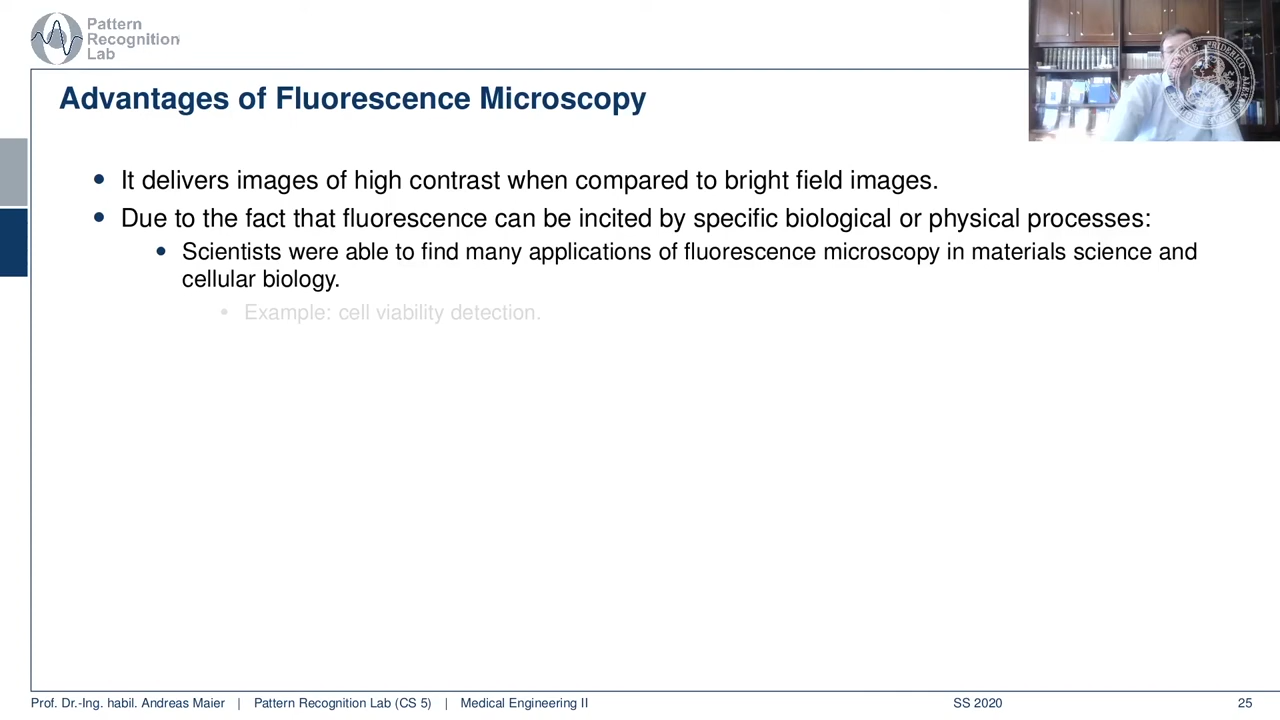 Pattern
Recognition
Lab
Advantages of Fluorescence Microscopy
• It delivers images of high contrast when compared to bright field images.
• Due to the fact that fluorescence can be incited by specific biological or physical processes:
• Scientists were able to find many applications of fluorescence microscopy in materials science and
cellular biology.
• Example: cell viability detection.
Prof. Dr.-Ing. habil. Andreas Maier | Pattern Recognition Lab (CS 5) | Medical Engineering II SS 2020 25